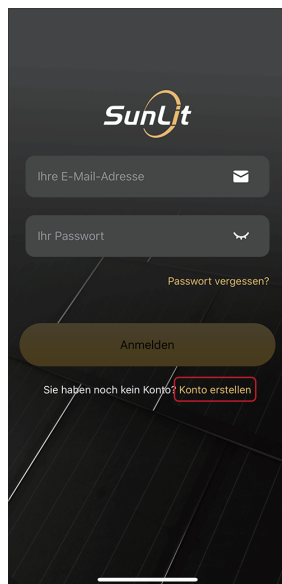 SunLit
Ihre E-Mail-Adresse
Ihr Passwort
Passwort vergessen?
Anmelden
Sie haben noch kein Konto? Konto erstellen